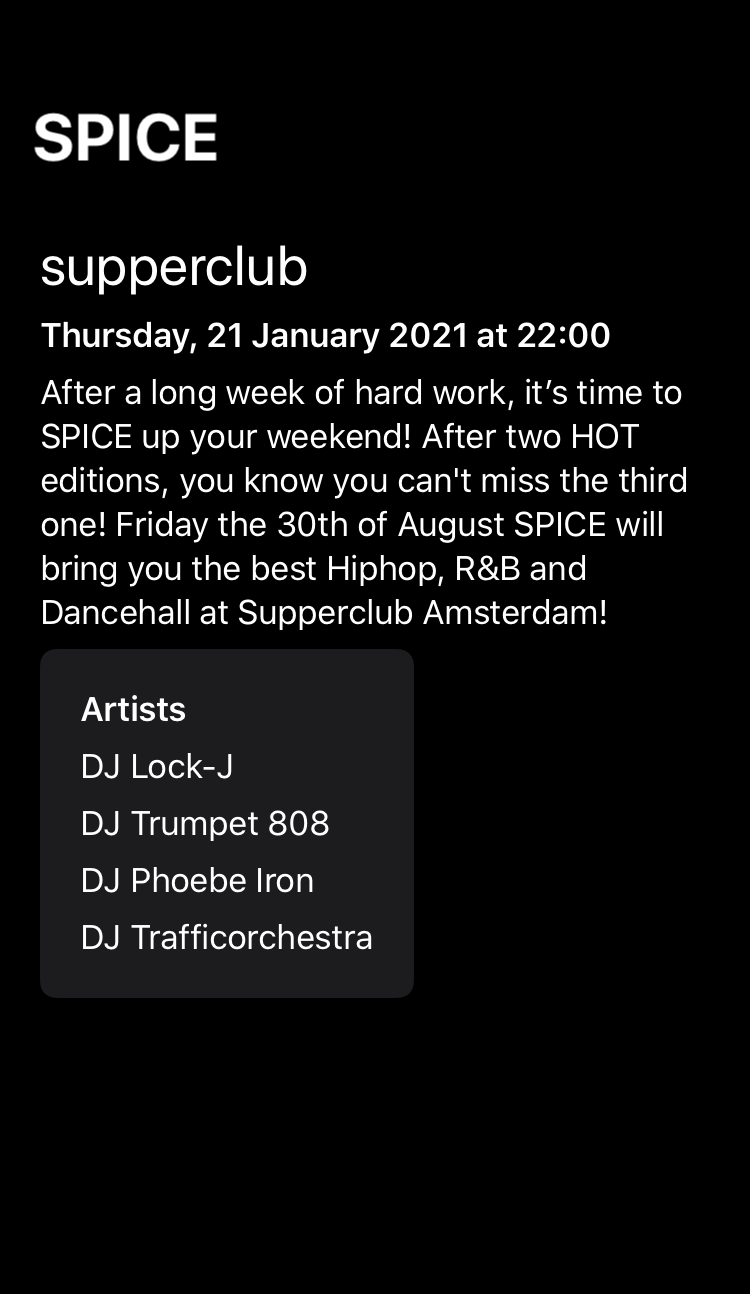 SPICE
supperclub
Thursday, 21 January 2021 at 22:00
After a long week of hard work, it’s time to
SPICE up your weekend! After two HOT
editions, you know you can't miss the third
one! Friday the 30th of August SPICE will
bring you the best Hiphop, R&B and
Dancehall at Supperclub Amsterdam!
Artists
DJ Lock-J
DJ Trumpet 808
DJ Phoebe Iron
DJ Trafficorchestra